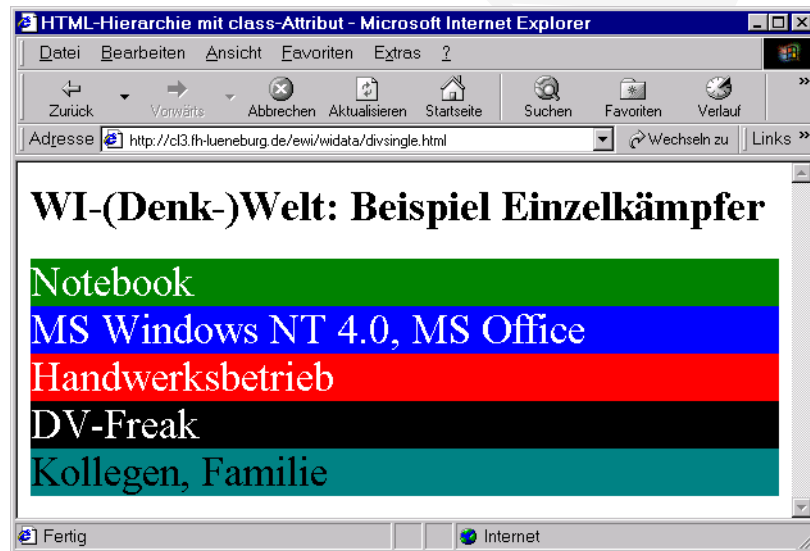 HTML-Hierarchie mit class-Attribut - Microsoft Internet Explorer
Datei Bearbeiten Ansicht Favoriten Extras ?
Zurück Vorwärts Abbrechen Aktualisieren Startseite Suchen Favoriten Verlauf »
Adresse http://cl3.fh-lueneburg.de/ewi/widata/divsingle.html Wechseln zu Links »
WI-(Denk-)Welt: Beispiel Einzelkämpfer
Notebook
MS Windows NT 4.0, MS Office
Handwerksbetrieb
DV-Freak
Kollegen, Familie
Fertig Internet